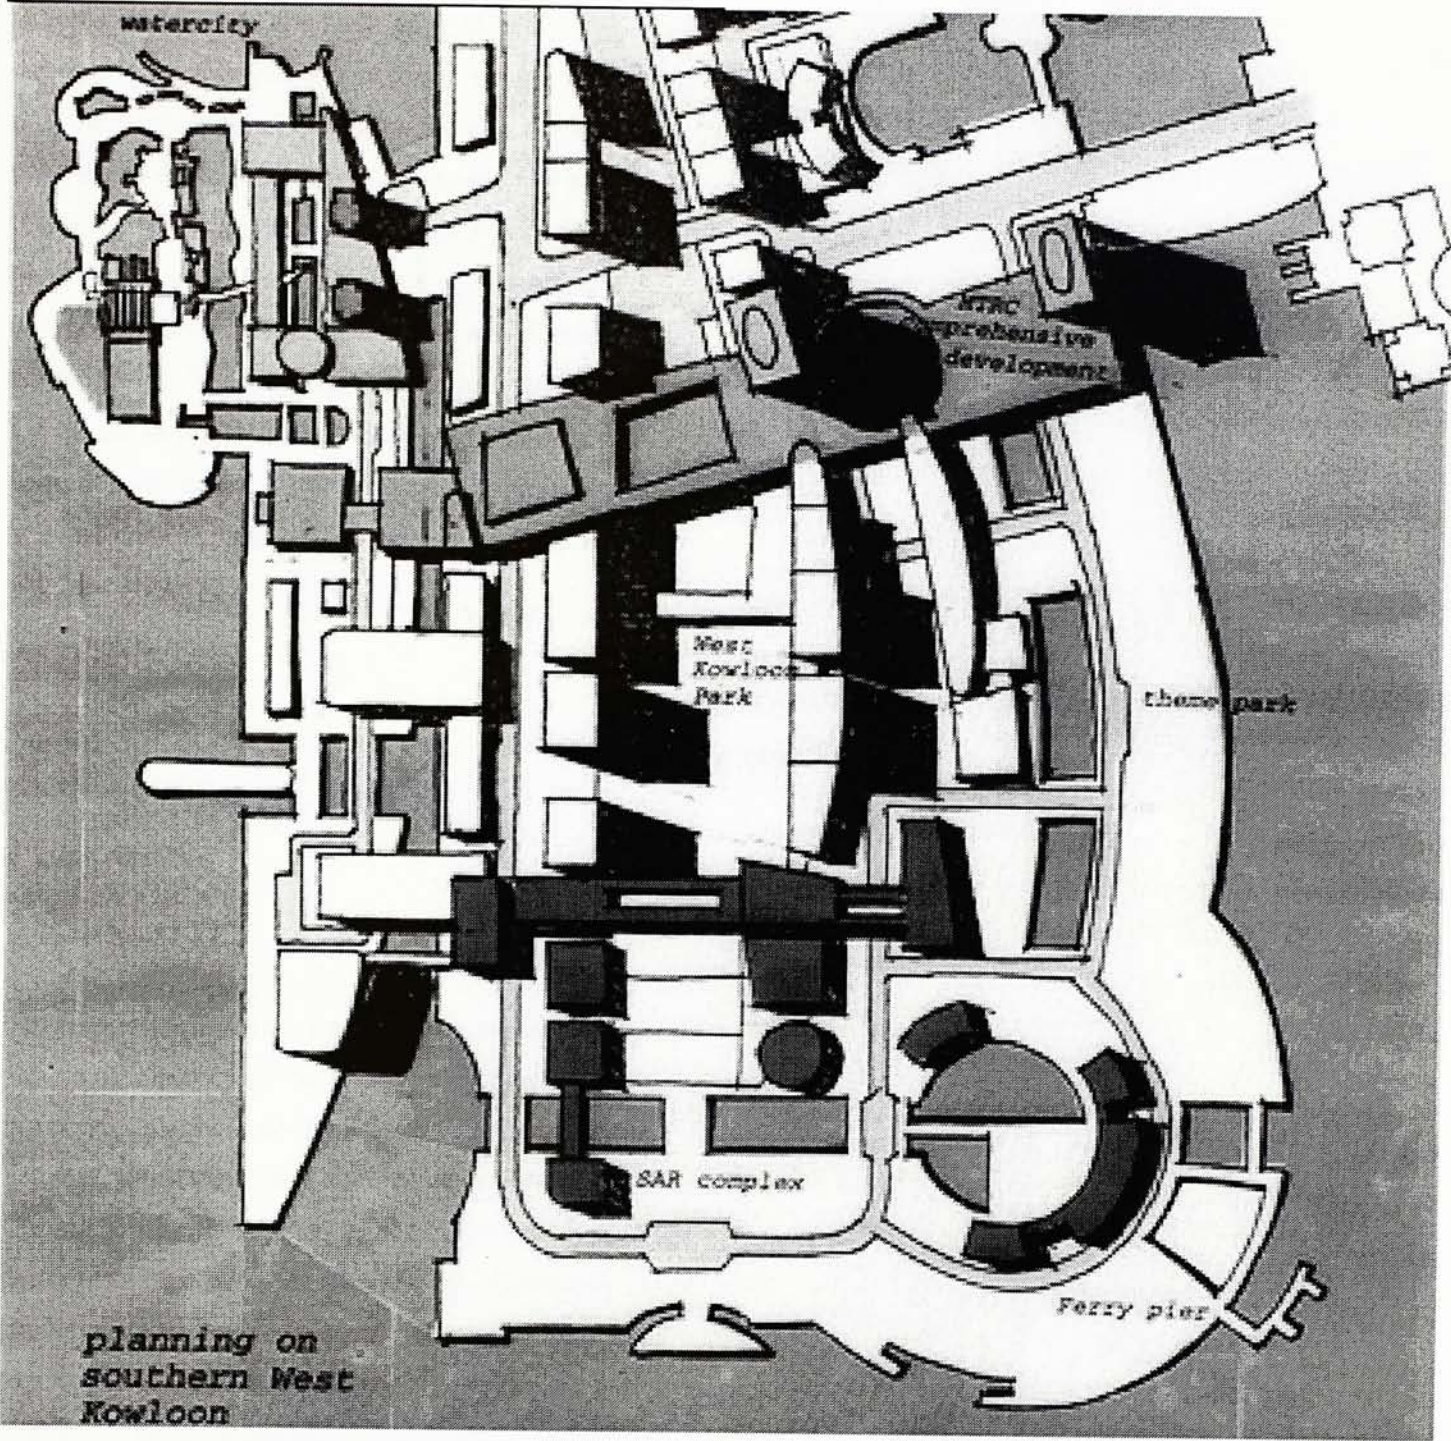 watercity
MTRC
comprehensive
development
West
Kowloon
Park
theme park
SAR complex
Ferry pier
planning on
southern West
Kowloon